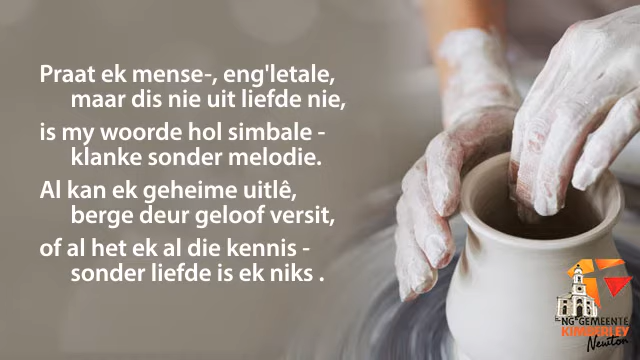 Praat ek mense-, eng'letale,
maar dis nie uit liefde nie,
is my woorde hol simbale -
klanke sonder melodie.
Al kan ek geheime uitlê,
berge deur geloof versit,
of al het ek al die kennis -
sonder liefde is ek niks .
NG GEMEENTE
KIMBERLEY
Newton